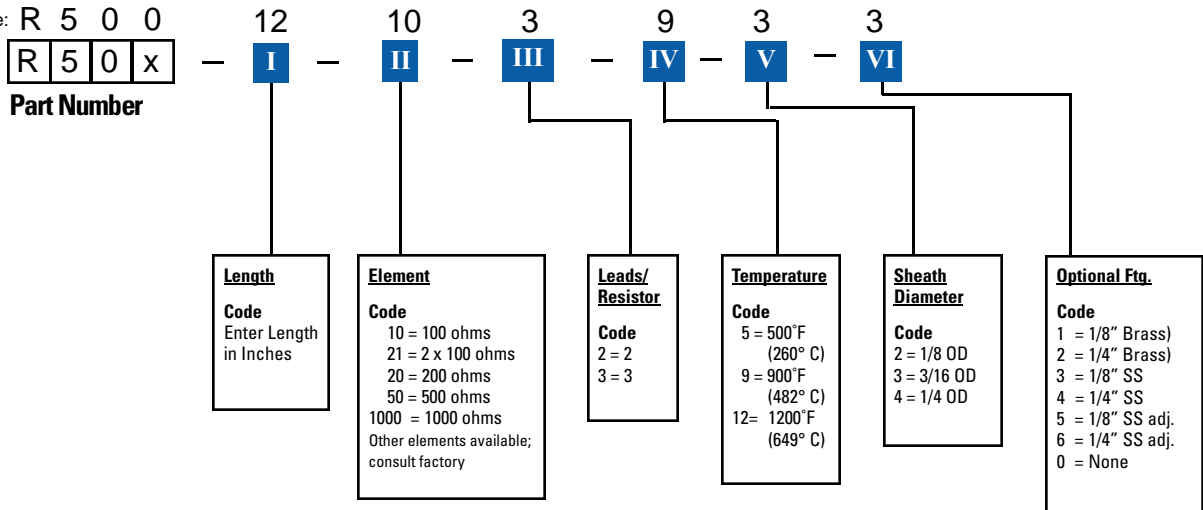 e: R 5 0 0 12 10 3 9 3 3
R 5 0 x – I – II – III – IV – V – VI
Part Number
Length
Code
Enter Length
in Inches
Element
Code
10 = 100 ohms
21 = 2 x 100 ohms
20 = 200 ohms
50 = 500 ohms
1000 = 1000 ohms
Other elements available;
consult factory
Leads/
Resistor
Code
2 = 2
3 = 3
Temperature
Code
5 = 500˚F
(260° C)
9 = 900˚F
(482° C)
12= 1200˚F
(649° C)
Sheath
Diameter
Code
2 = 1/8 OD
3 = 3/16 OD
4 = 1/4 OD
Optional Ftg.
Code
1 = 1/8” Brass)
2 = 1/4” Brass)
3 = 1/8” SS
4 = 1/4” SS
5 = 1/8” SS adj.
6 = 1/4” SS adj.
0 = None